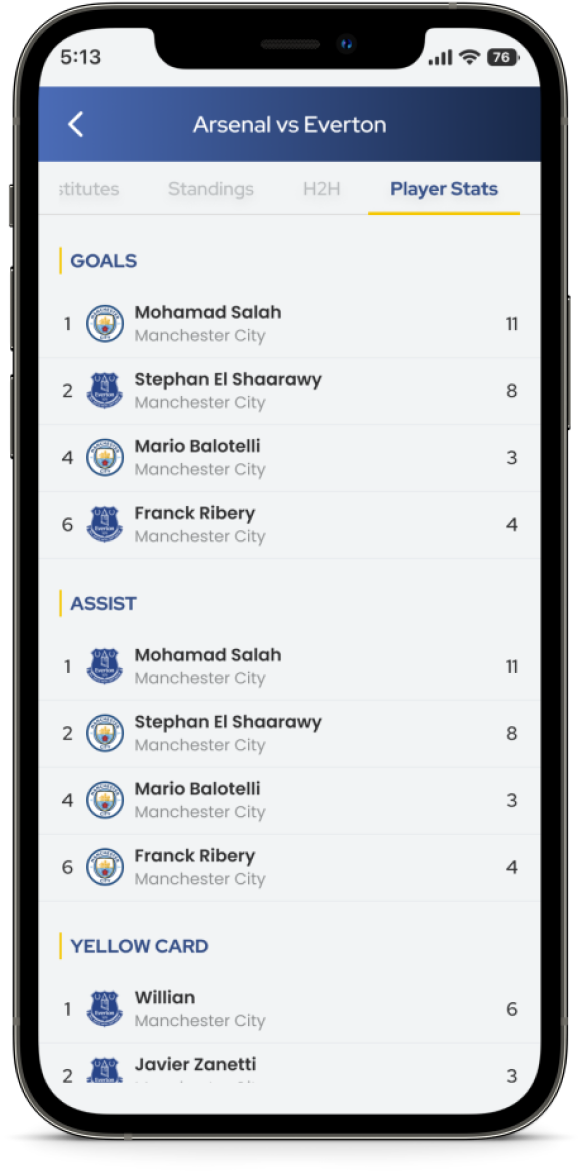 5:13
76
Arsenal vs Everton
stitutes Standings H2H Player Stats
GOALS
1 Mohamad Salah 11
Manchester City
2 Stephan El Shaarawy 8
Manchester City
4 Mario Balotelli 3
Manchester City
6 Franck Ribery 4
Manchester City
ASSIST
1 Mohamad Salah 11
Manchester City
2 Stephan El Shaarawy 8
Manchester City
4 Mario Balotelli 3
Manchester City
6 Franck Ribery 4
Manchester City
YELLOW CARD
1 Willian 6
Manchester City
2 Javier Zanetti 3